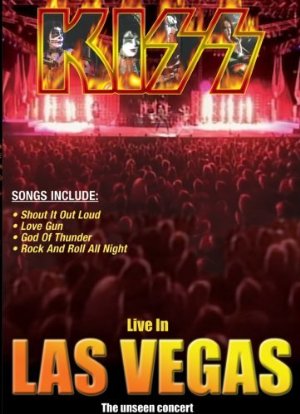 KISS
SONGS INCLUDE:
• Shout It Out Loud
• Love Gun
• God Of Thunder
• Rock And Roll All Night
Live In
LAS VEGAS
The unseen concert